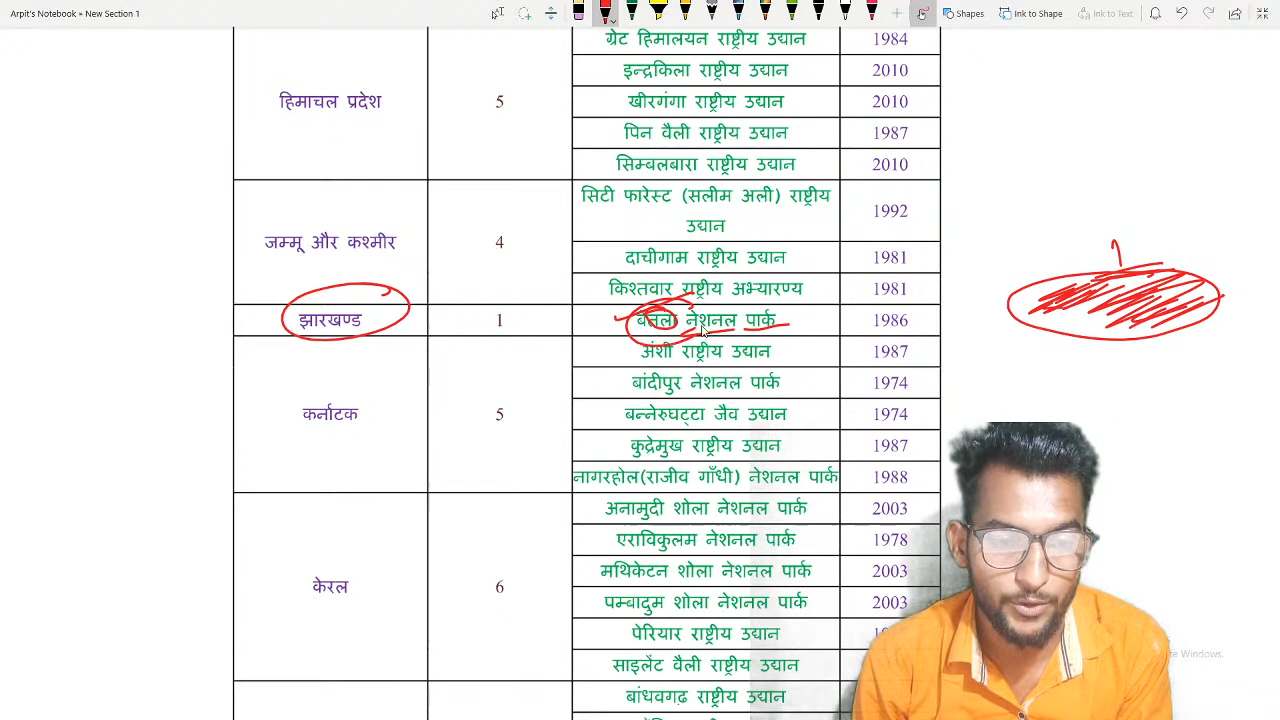 Arpit's Notebook » New Section 1
Shapes
Ink to Shape
Ink to Text
ग्रेट हिमालयन राष्ट्रीय उद्यान 1984
हिमाचल प्रदेश 5
इन्द्रकिला राष्ट्रीय उद्यान 2010
खीरगंगा राष्ट्रीय उद्यान 2010
पिन वैली राष्ट्रीय उद्यान 1987
सिम्बलबारा राष्ट्रीय उद्यान 2010
जम्मू और कश्मीर 4
सिटी फारेस्ट (सलीम अली) राष्ट्रीय
उद्यान 1992
दाचीगाम राष्ट्रीय उद्यान 1981
किश्तवार राष्ट्रीय अभ्यारण्य 1981
झारखण्ड 1 बेतला नेशनल पार्क 1986
कर्नाटक 5
अंशी राष्ट्रीय उद्यान 1987
बांदीपुर नेशनल पार्क 1974
बन्नेरुघट्टा जैव उद्यान 1974
कुद्रेमुख राष्ट्रीय उद्यान 1987
नागरहोल(राजीव गाँधी) नेशनल पार्क 1988
केरल 6
अनामुदी शोला नेशनल पार्क 2003
एराविकुलम नेशनल पार्क 1978
मथिकेटन शोला नेशनल पार्क 2003
पम्बादुम शोला नेशनल पार्क 2003
पेरियार राष्ट्रीय उद्यान
साइलेंट वैली राष्ट्रीय उद्यान
बांधवगढ़ राष्ट्रीय उद्यान
te Windows.